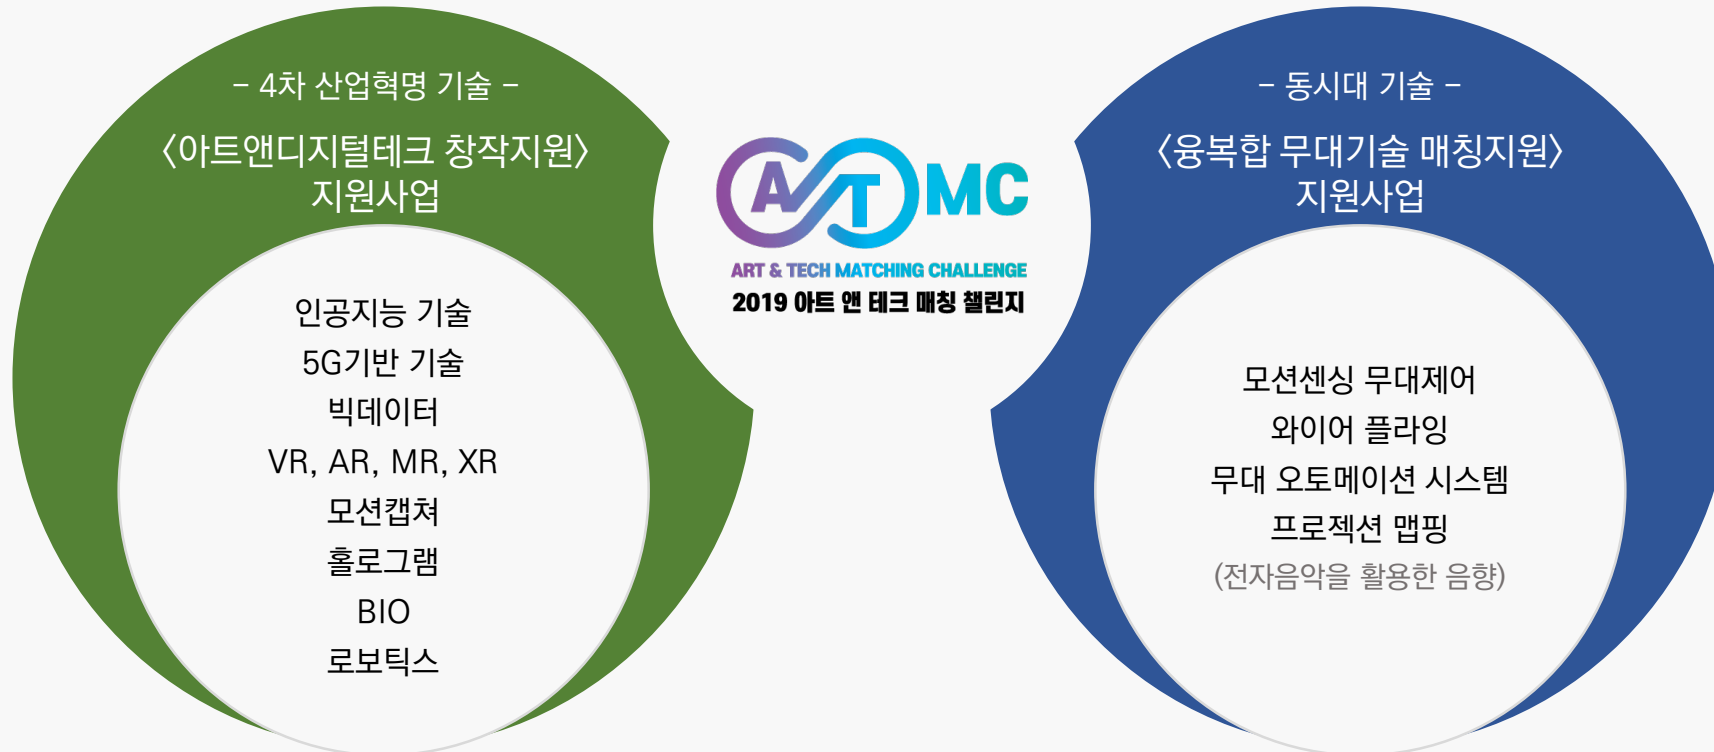 - 4차 산업혁명 기술 -
<아트앤디지털테크 창작지원>
지원사업
인공지능 기술
5G기반 기술
빅데이터
VR, AR, MR, XR
모션캡쳐
홀로그램
BIO
로보틱스
A T MC
ART & TECH MATCHING CHALLENGE
2019 아트 앤 테크 매칭 챌린지
- 동시대 기술 -
<융복합 무대기술 매칭지원>
지원사업
모션센싱 무대제어
와이어 플라잉
무대 오토메이션 시스템
프로젝션 맵핑
(전자음악을 활용한 음향)